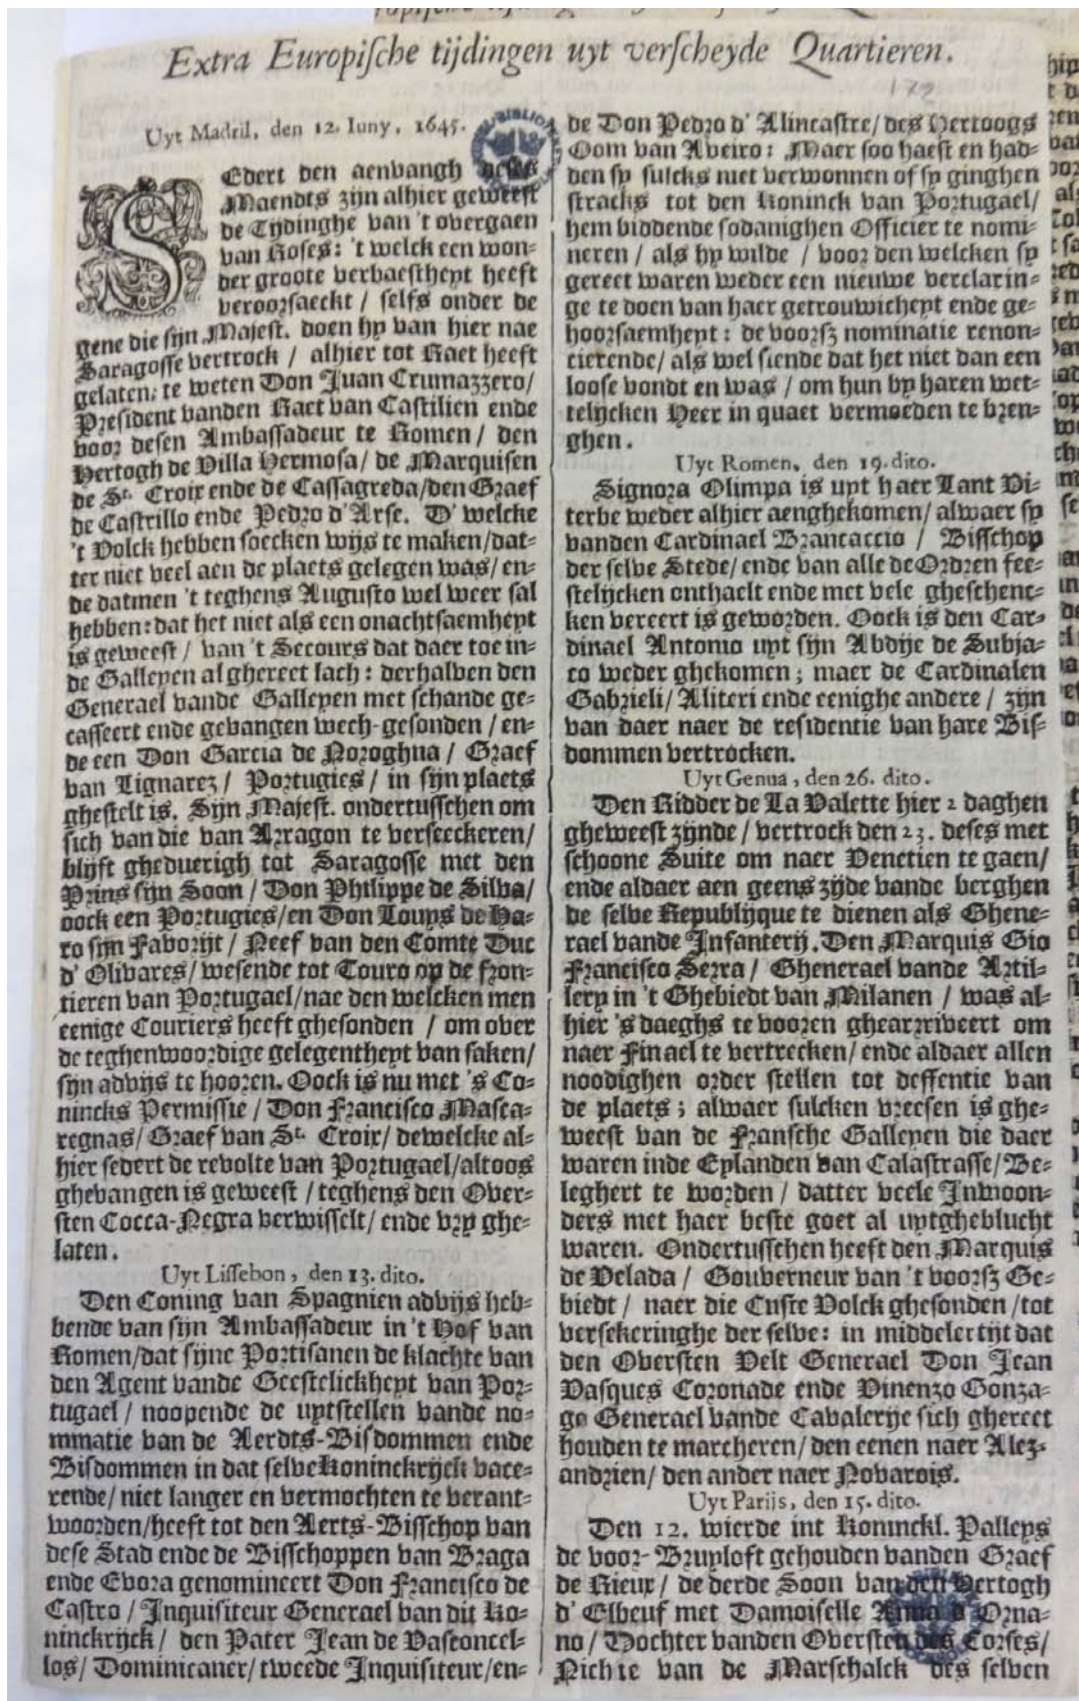 Extra Europische tijdingen uyt verscheyde Quartieren.
172
Uyt Madril, den 12. Iuny, 1645.
SEdert den aenvangh deses
Maendts zijn alhier geweest
de Tydinghe van 't overgaen
van Roses: 't welck een won-
der groote verbaestheyt heeft
veroorsaeckt / selfs onder de
gene die sijn Majest. doen hy van hier nae
Saragosse vertrock / alhier tot Raet heeft
gelaten; te weten Don Juan Crumazzero/
President vanden Raet van Castilien ende
voor desen Ambassadeur te Romen / den
Hertogh de Villa Hermosa/ de Marquisen
de St. Croix ende de Cassagreda/den Graef
de Castrillo ende Pedro d'Arse. D' welcke
't Volck hebben soecken wijs te maken/dat-
ter niet veel aen de plaets gelegen was/ en-
de datmen 't teghens Augusto wel weer sal
hebben: dat het niet als een onachtsaemheyt
is geweest / van 't Secours dat daer toe in-
de Galleyen al ghereet lach: derhalven den
Generael vande Galleyen met schande ge-
casseert ende gevangen wech-gesonden / en-
de een Don Garcia de Noroghna / Graef
van Lignarez / Portugies / in sijn plaets
ghestelt is. Sijn Majest. ondertusschen om
sich van die van Arragon te verseeckeren/
blijft gheduerigh tot Saragosse met den
Prins sijn Soon / Don Philippe de Silva/
oock een Portugies/en Don Louys de Ha-
ro sijn Favorijt / Neef van den Comte Duc
d' Olivares/ wesende tot Touro op de fron-
tieren van Portugael/nae den welcken men
eenige Couriers heeft ghesonden / om over
de teghenwoordige gelegentheyt van saken/
sijn advijs te hooren. Oock is nu met 's Co-
nincks Permissie / Don Francisco Masca-
regnas/ Graef van St. Croix/ dewelcke al-
hier sedert de revolte van Portugael/altoos
ghevangen is geweest / teghens den Over-
sten Cocca-Negra verwisselt/ ende vry ghe-
laten.
Uyt Lissebon, den 13. dito.
Den Coning van Spagnien advijs heb-
bende van sijn Ambassadeur in 't Hof van
Romen/dat sijne Portisanen de klachte van
den Agent vande Geestelickheyt van Por-
tugael / noopende de uytstellen vande no-
mmatie van de Aerdts-Bisdommen ende
Bisdommen in dat selve Koninckrijck vace-
rende/ niet langer en vermochten te verant-
woorden/heeft tot den Aerts-Bisschop van
dese Stad ende de Bisschoppen van Braga
ende Evora genomineert Don Francisco de
Castro / Inquisiteur Generael van dit Ko-
ninckrijck / den Pater Jean de Vasconcel-
los/ Dominicaner/ tweede Inquisiteur/en-
de Don Pedro d' Alincastre/ des Hertoogs
Oom van Aveiro: Maer soo haest en had-
den sy sulcks niet verwonnen of sy ginghen
stracks tot den Koninck van Portugael/
hem biddende sodanighen Officier te nomi-
neren / als hy wilde / voor den welcken sy
gereet waren weder een nieuwe verclarin-
ge te doen van haer getrouwicheyt ende ge-
hoorsaemheyt: de voorsz nominatie renon-
cierende/ als wel siende dat het niet dan een
loose vondt en was / om hun by haren wet-
telijcken Heer in quaet vermoeden te bren-
ghen.
Uyt Romen, den 19. dito.
Signora Olimpa is uyt haer Lant Vi-
terbe weder alhier aenghekomen/ alwaer sy
vanden Cardinael Brancaccio / Bisschop
der selve Stede/ ende van alle de Ordren fee-
stelijcken onthaelt ende met vele gheschenc-
ken vereert is geworden. Oock is den Car-
dinael Antonio uyt sijn Abdije de Subja-
co weder ghekomen; maer de Cardinalen
Gabrieli/ Aliteri ende eenighe andere / zijn
van daer naer de residentie van hare Bis-
dommen vertrocken.
Uyt Genua, den 26. dito.
Den Ridder de La Valette hier 2 daghen
gheweest zijnde / vertrock den 23. deses met
schoone Suite om naer Venetien te gaen/
ende aldaer aen geens zijde vande berghen
de selve Republijque te dienen als Ghene-
rael vande Infanterij. Den Marquis Gio
Francisco Serra / Ghenerael vande Artil-
lery in 't Ghebiedt van Milanen / was al-
hier 's daeghs te vooren ghearriveert om
naer Finael te vertrecken/ ende aldaer allen
noodighen order stellen tot deffentie van
de plaets; alwaer sulcken vreesen is ghe-
weest van de Fransche Galleyen die daer
waren inde Eylanden van Calastrasse/ Be-
leghert te worden / datter veele Inwoon-
ders met haer beste goet al uytghevlucht
waren. Ondertusschen heeft den Marquis
de Velada / Gouverneur van 't voorsz Ge-
biedt / naer die Custe Volck ghesonden /tot
versekeringhe der selve: in middelertijt dat
den Oversten Velt Generael Don Jean
Vasques Coronade ende Vinenzo Gonza-
ge Generael vande Cavalerije sich ghereet
houden te marcheren/ den eenen naer Alex-
andrien/ den ander naer Novarois.
Uyt Parijs, den 15. dito.
Den 12. wierde int Koninckl. Palleys
de voor-Bruyloft gehouden vanden Graef
de Rieux / de derde Soon van den Hertogh
d' Elbeuf met Damoiselle Anna d' Orna-
no / Dochter vanden Oversten des Corses/
Nichte van de Marschalck des selven